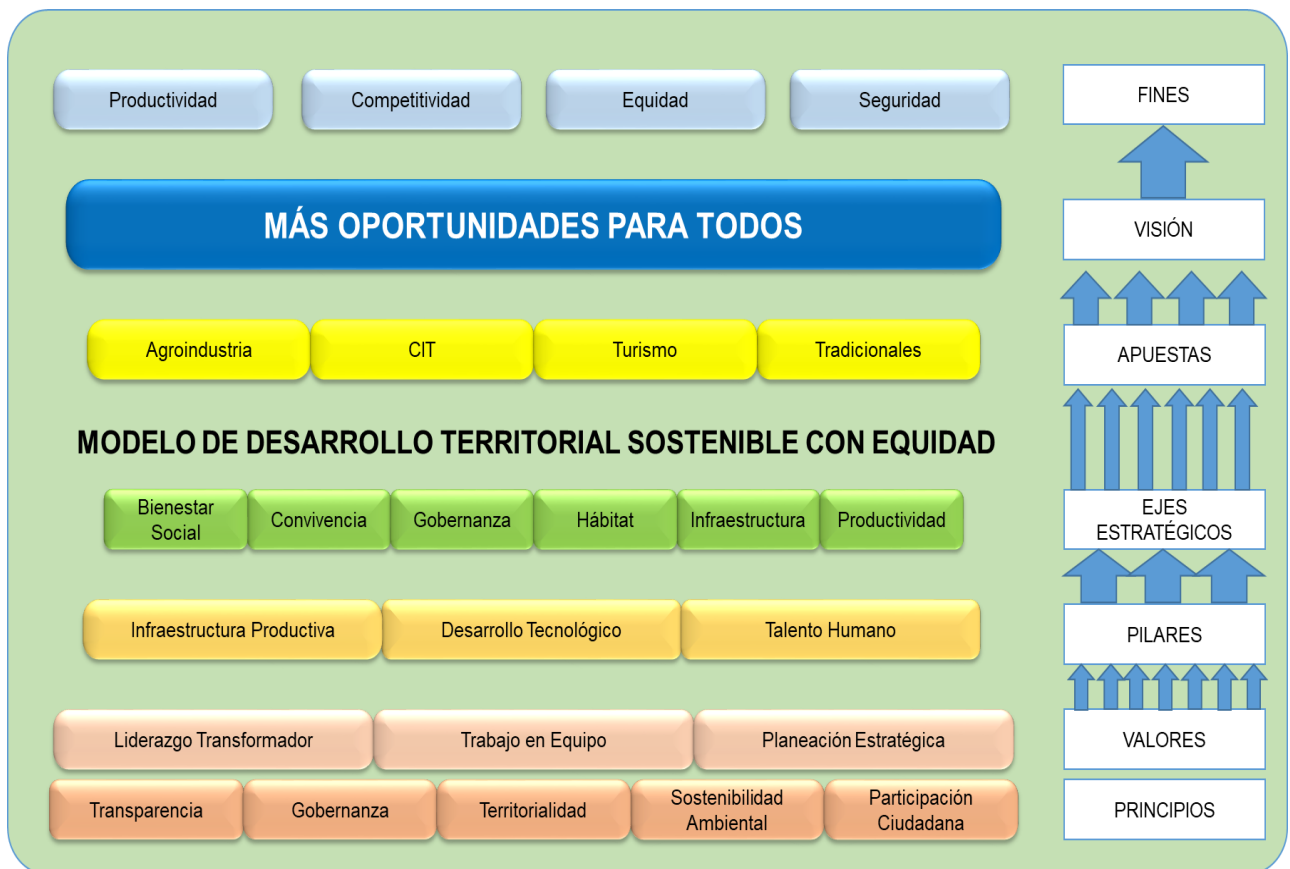 Productividad Competitividad Equidad Seguridad FINES
MÁS OPORTUNIDADES PARA TODOS VISIÓN
Agroindustria CIT Turismo Tradicionales APUESTAS
MODELO DE DESARROLLO TERRITORIAL SOSTENIBLE CON EQUIDAD
Bienestar
Social
Convivencia Gobernanza Hábitat Infraestructura Productividad
EJES
ESTRATÉGICOS
Infraestructura Productiva Desarrollo Tecnológico Talento Humano PILARES
Liderazgo Transformador Trabajo en Equipo Planeación Estratégica VALORES
Transparencia Gobernanza Territorialidad
Sostenibilidad
Ambiental
Participación
Ciudadana
PRINCIPIOS